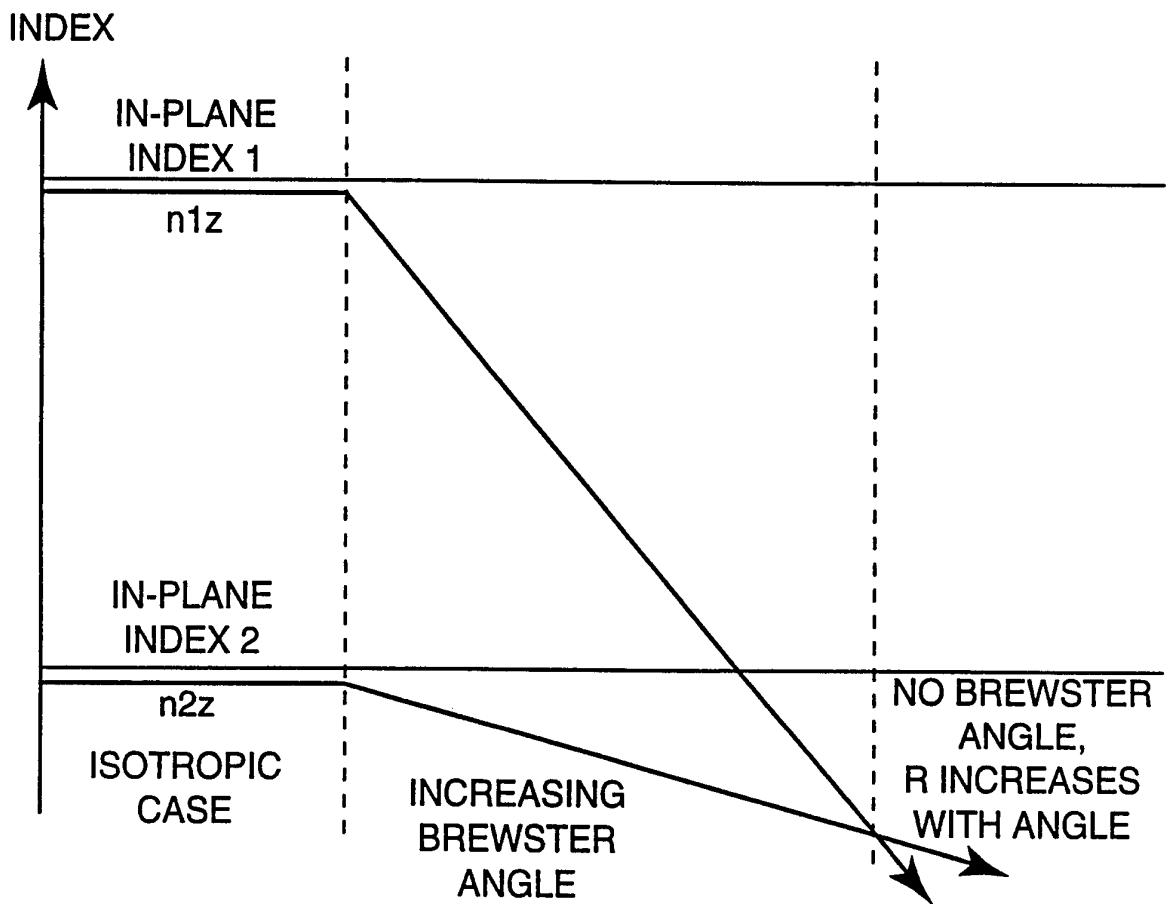 INDEX
IN-PLANE
INDEX 1
n1z
IN-PLANE
INDEX 2
n2z
ISOTROPIC
CASE
INCREASING
BREWSTER
ANGLE
NO BREWSTER
ANGLE,
R INCREASES
WITH ANGLE